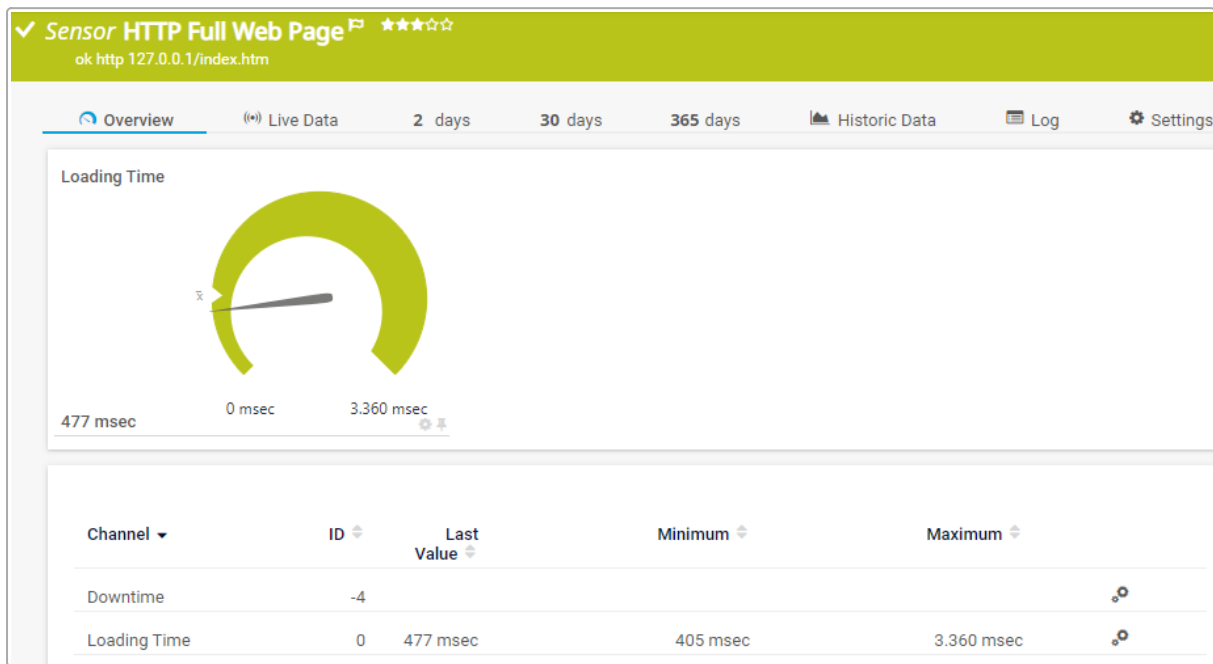 Sensor HTTP Full Web Page
ok http 127.0.0.1/index.htm
Overview Live Data 2 days 30 days 365 days Historic Data Log Settings
Loading Time
x̄
0 msec 3.360 msec
477 msec
Channel ID Last Value Minimum Maximum
Downtime -4
Loading Time 0 477 msec 405 msec 3.360 msec